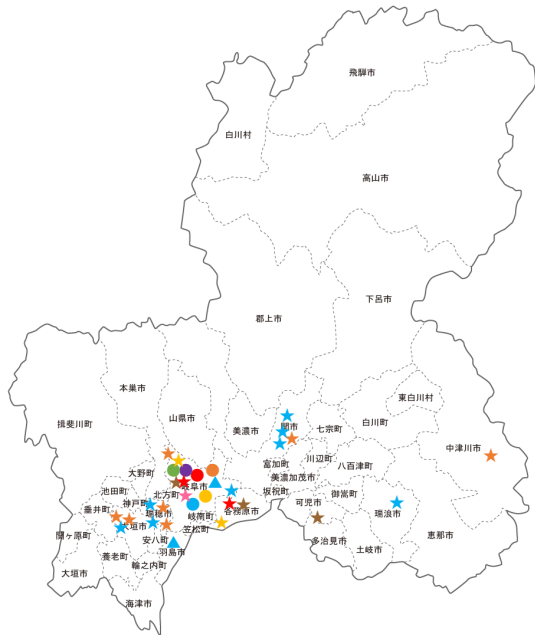 飛騨市
白川村
高山市
下呂市
郡上市
本巣市
東白川村
揖斐川町
山県市
美濃市
関市
七宗町
白川町
中津川市
川辺町
富加町
八百津町
大野町
美濃加茂市
池田町
岐阜市
北方町
坂祝町
御嵩町
可児市
神戸町
垂井町
瑞穂市
岐南町
各務原市
瑞浪市
大垣市
笠松町
関ヶ原町
安八町
恵那市
多治見市
羽島市
土岐市
養老町
輪之内町
大垣市
海津市